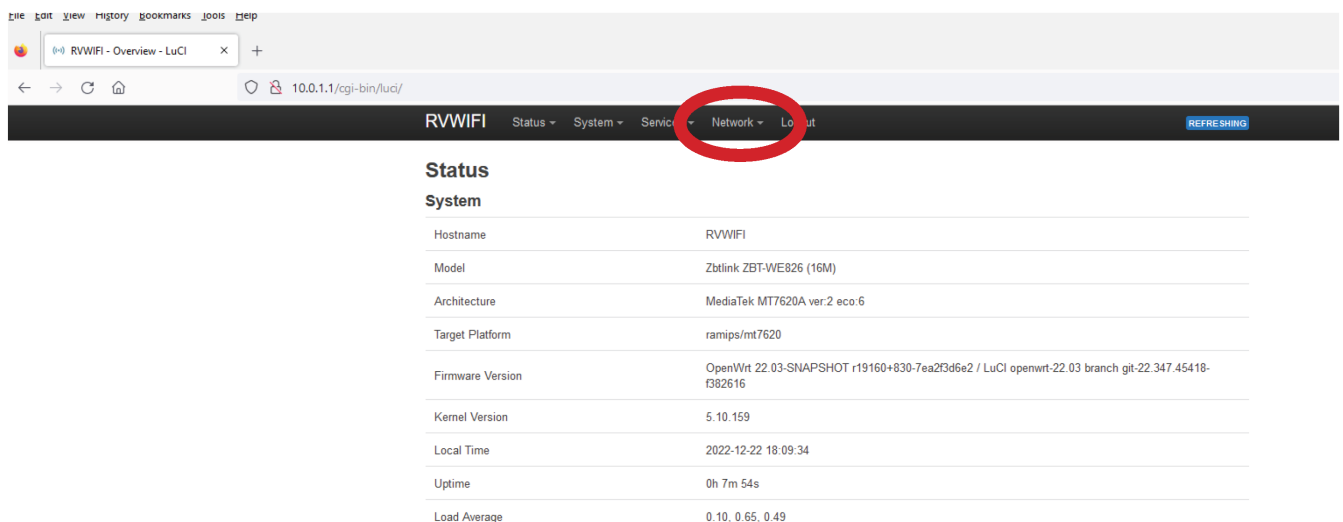 File Edit View History Bookmarks Tools Help
RVWIFI - Overview - LuCI
10.0.1.1/cgi-bin/luci/
RVWIFI Status System Network REFRESHING
Status
System
Hostname RVWIFI
Model Zbtlink ZBT-WE826 (16M)
Architecture MediaTek MT7620A ver:2 eco:6
Target Platform ramips/mt7620
Firmware Version OpenWrt 22.03-SNAPSHOT r19160+830-7ea2f3d6e2 / LuCI openwrt-22.03 branch git-22.347.45418-
f382616
Kernel Version 5.10.159
Local Time 2022-12-22 18:09:34
Uptime 0h 7m 54s
Load Average 0.10, 0.65, 0.49